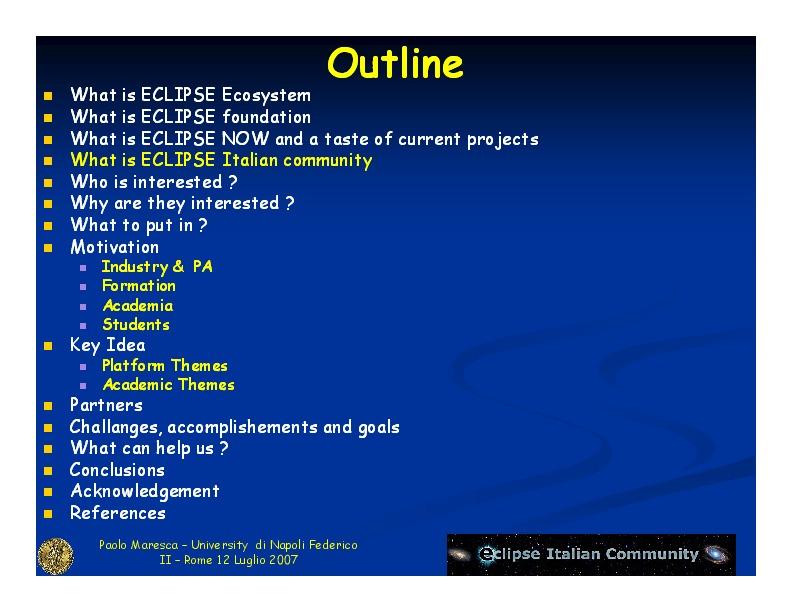 Outline
What is ECLIPSE Ecosystem
What is ECLIPSE foundation
What is ECLIPSE NOW and a taste of current projects
What is ECLIPSE Italian community
Who is interested ?
Why are they interested ?
What to put in ?
Motivation
Industry & PA
Formation
Academia
Students
Key Idea
Platform Themes
Academic Themes
Partners
Challanges, accomplishements and goals
What can help us ?
Conclusions
Acknowledgement
References
Paolo Maresca – University di Napoli Federico
II – Rome 12 Luglio 2007
eclipse Italian Community